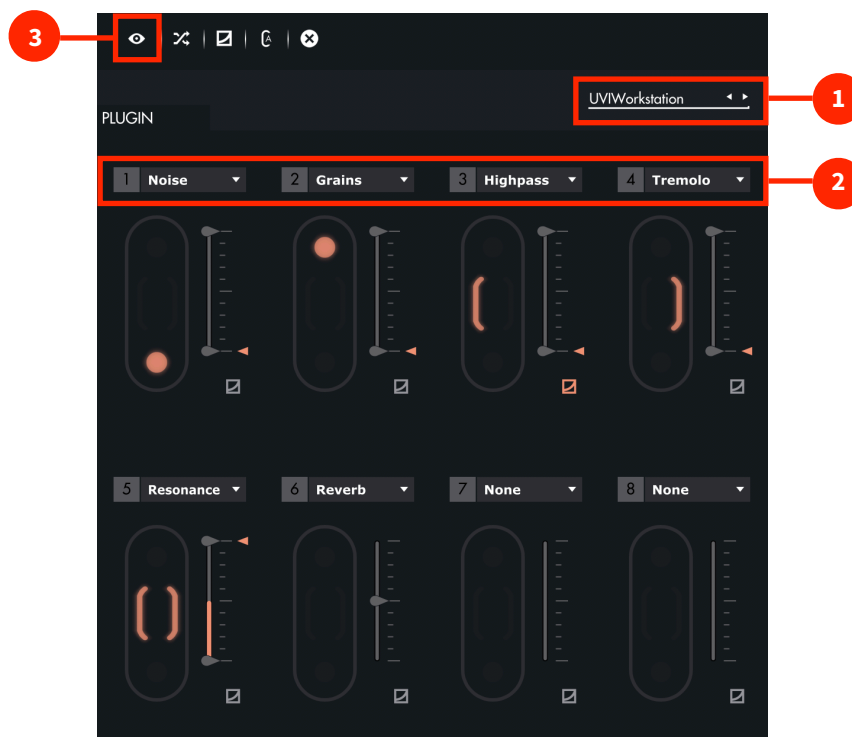 3
1
UVIWorkstation
PLUGIN
2
1 Noise 2 Grains 3 Highpass 4 Tremolo
5 Resonance 6 Reverb 7 None 8 None